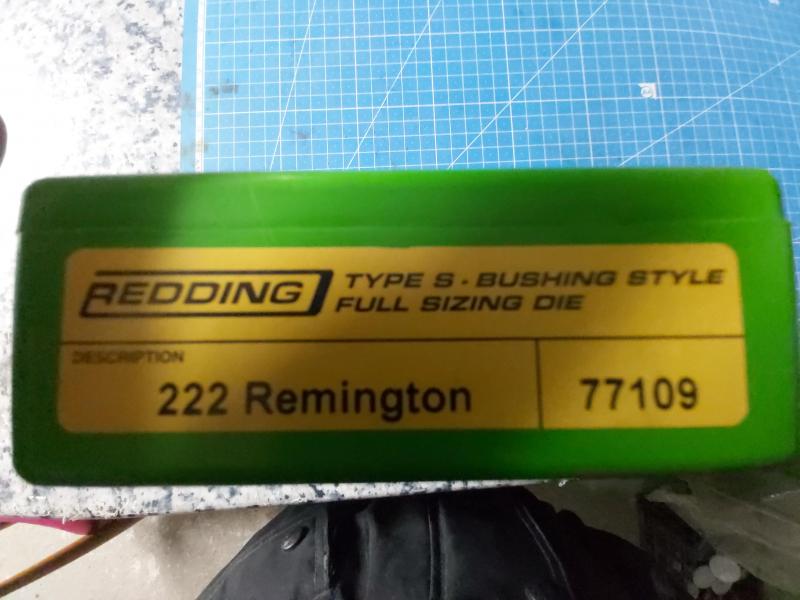 REDDING
TYPE S - BUSHING STYLE
FULL SIZING DIE
DESCRIPTION
222 Remington
77109